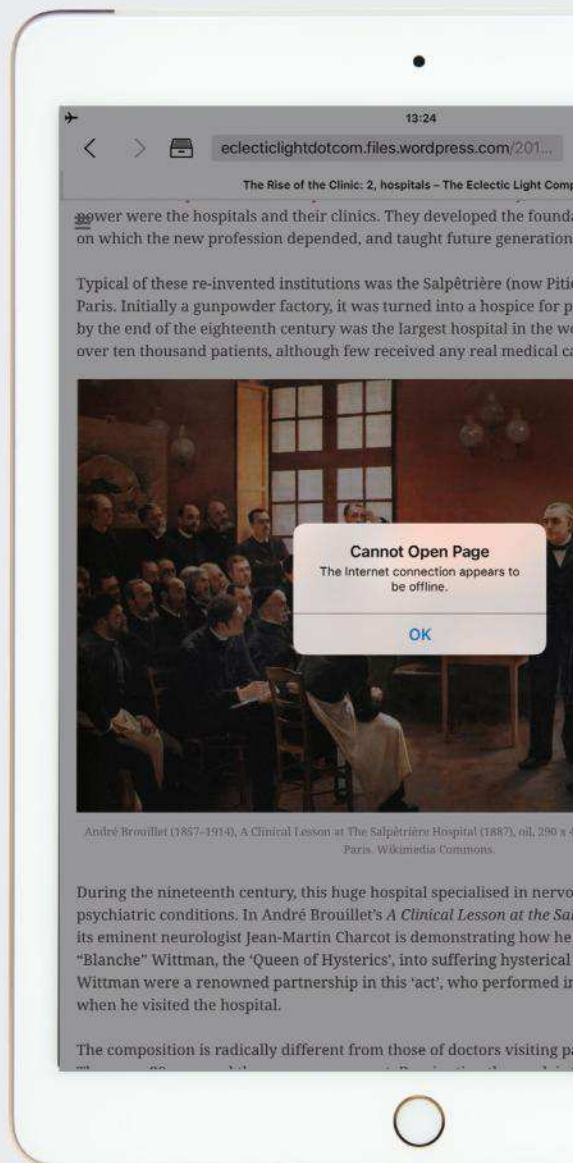 13:24
eclecticlightdotcom.files.wordpress.com/201...
The Rise of the Clinic: 2, hospitals – The Eclectic Light Comp
power were the hospitals and their clinics. They developed the founda
on which the new profession depended, and taught future generation
Typical of these re-invented institutions was the Salpêtrière (now Pitié
Paris. Initially a gunpowder factory, it was turned into a hospice for p
by the end of the eighteenth century was the largest hospital in the wo
over ten thousand patients, although few received any real medical ca
Cannot Open Page
The Internet connection appears to
be offline.
OK
André Brouillet (1857–1914), A Clinical Lesson at The Salpêtrière Hospital (1887), oil, 290 x 4
Paris. Wikimedia Commons.
During the nineteenth century, this huge hospital specialised in nervo
psychiatric conditions. In André Brouillet's A Clinical Lesson at the Sal
its eminent neurologist Jean-Martin Charcot is demonstrating how he
“Blanche” Wittman, the ‘Queen of Hysterics’, into suffering hysterical
Wittman were a renowned partnership in this ‘act’, who performed in
when he visited the hospital.
The composition is radically different from those of doctors visiting pa